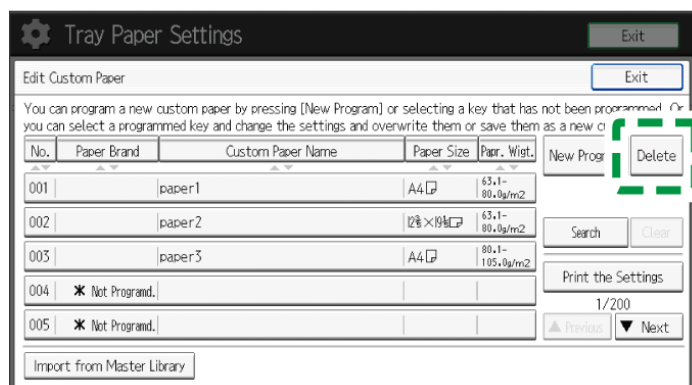 Tray Paper Settings
Exit
Edit Custom Paper
Exit
You can program a new custom paper by pressing [New Program] or selecting a key that has not been programmed. Or
you can select a programmed key and change the settings and overwrite them or save them as a new
No. Paper Brand Custom Paper Name Paper Size Papr. Wigt. New Progr Delete
001 paper1 A4 63.1-
80.0g/m2
002 paper2 63.1-
80.0g/m2
Search Clear
003 paper3 A4 80.1-
105.0g/m2
Print the Settings
004 * Not Programd.
1/200
005 * Not Programd.
▲ Previous ▼ Next
Import from Master Library